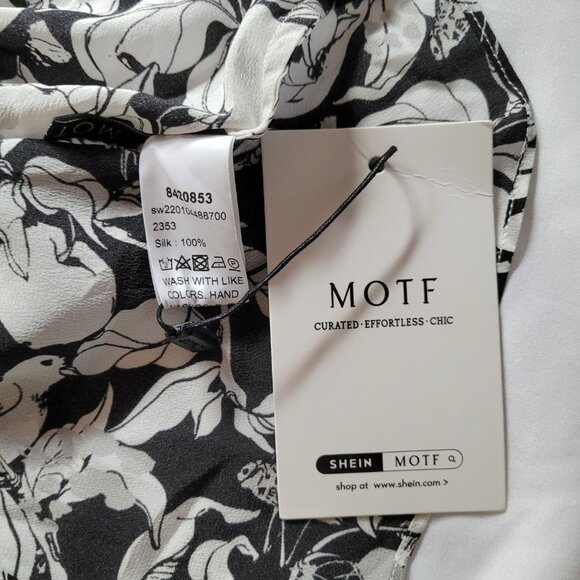 MOTF
8420853
2353
Silk : 100%
WASH WITH LIKE
COLORS. HAND
MOTF
CURATED·EFFORTLESS·CHIC
SHEIN MOTF
shop at www.shein.com >